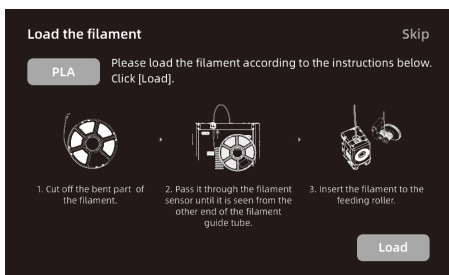 Load the filament
Skip
PLA
Please load the filament according to the instructions below.
Click [Load].
1. Cut off the bent part of
the filament.
2. Pass it through the filament
sensor until it is seen from the
other end of the filament
guide tube.
3. Insert the filament to the
feeding roller.
Load